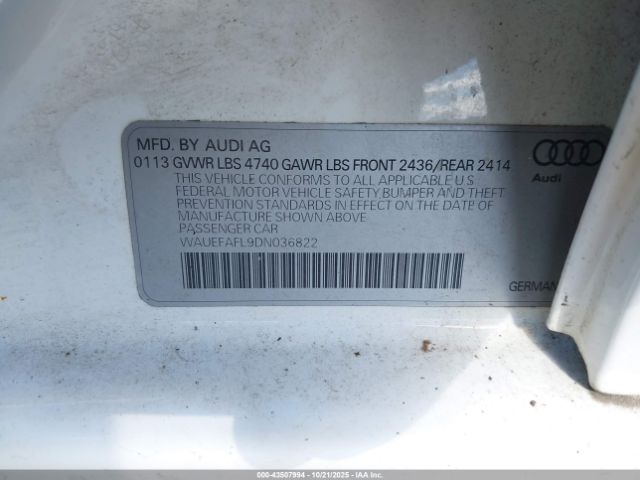 MFD. BY AUDI AG
0113 GVWR LBS 4740 GAWR LBS FRONT 2436/REAR 2414
THIS VEHICLE CONFORMS TO ALL APPLICABLE U S
FEDERAL MOTOR VEHICLE SAFETY BUMPER AND THEFT
PREVENTION STANDARDS IN EFFECT ON THE DATE OF
MANUFACTURE SHOWN ABOVE
PASSENGER CAR
WAUEFAFL9DN036822
Audi
GERMAN
000-43507994 - 10/21/2025 - IAAI.CA